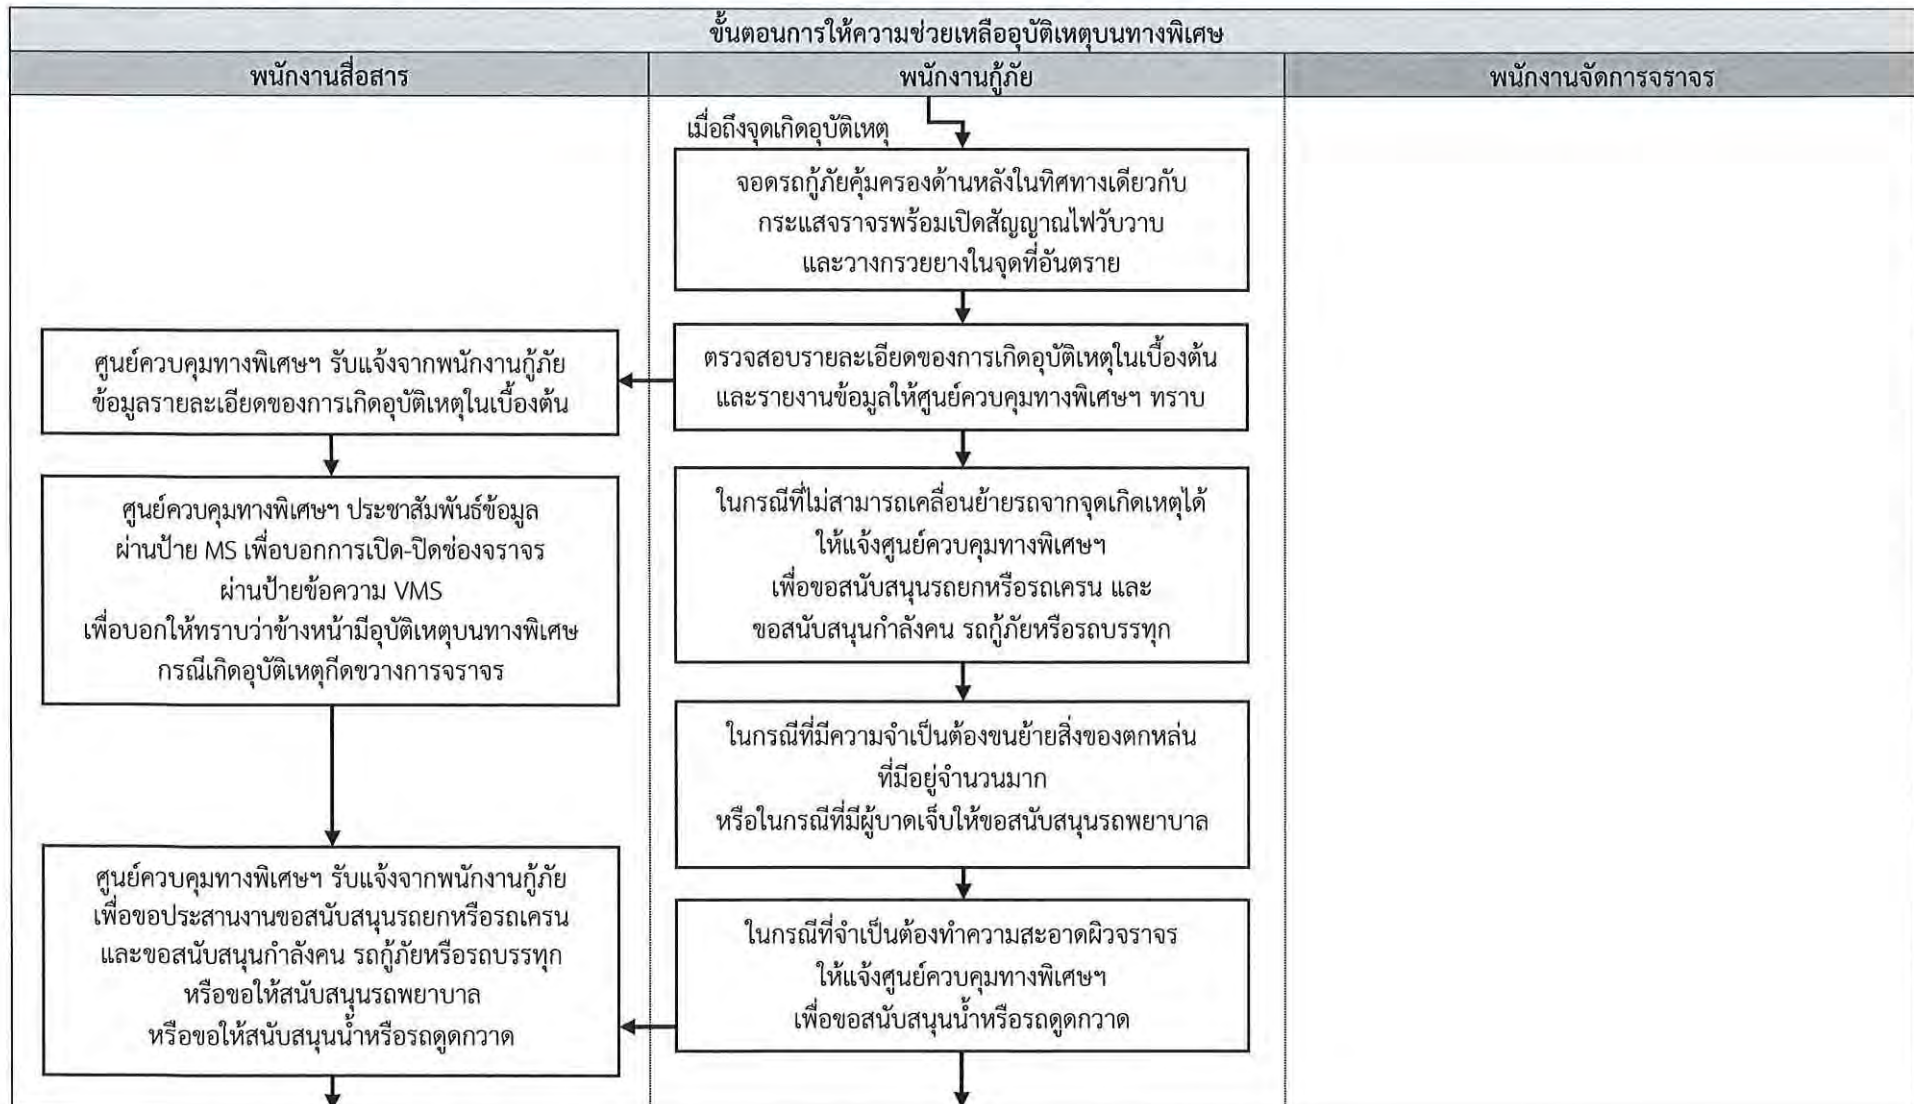 ขั้นตอนการให้ความช่วยเหลืออุบัติเหตุบนทางพิเศษ
พนักงานสื่อสาร
พนักงานกู้ภัย
พนักงานจัดการจราจร
เมื่อถึงจุดเกิดอุบัติเหตุ
จอดรถกู้ภัยคุ้มครองด้านหลังในทิศทางเดียวกับ
กระแสจราจรพร้อมเปิดสัญญาณไฟวับวาบ
และวางกรวยยางในจุดที่อันตราย
ตรวจสอบรายละเอียดของการเกิดอุบัติเหตุในเบื้องต้น
และรายงานข้อมูลให้ศูนย์ควบคุมทางพิเศษฯ ทราบ
ศูนย์ควบคุมทางพิเศษฯ รับแจ้งจากพนักงานกู้ภัย
ข้อมูลรายละเอียดของการเกิดอุบัติเหตุในเบื้องต้น
ศูนย์ควบคุมทางพิเศษฯ ประชาสัมพันธ์ข้อมูล
ผ่านป้าย MS เพื่อบอกการเปิด-ปิดช่องจราจร
ผ่านป้ายข้อความ VMS
เพื่อบอกให้ทราบว่าข้างหน้ามีอุบัติเหตุบนทางพิเศษ
กรณีเกิดอุบัติเหตุกีดขวางการจราจร
ในกรณีที่ไม่สามารถเคลื่อนย้ายรถจากจุดเกิดเหตุได้
ให้แจ้งศูนย์ควบคุมทางพิเศษฯ
เพื่อขอสนับสนุนรถยกหรือรถเครน และ
ขอสนับสนุนกำลังคน รถกู้ภัยหรือรถบรรทุก
ในกรณีที่มีความจำเป็นต้องขนย้ายสิ่งของตกหล่น
ที่มีอยู่จำนวนมาก
หรือในกรณีที่มีผู้บาดเจ็บให้ขอสนับสนุนรถพยาบาล
ศูนย์ควบคุมทางพิเศษฯ รับแจ้งจากพนักงานกู้ภัย
เพื่อขอประสานงานขอสนับสนุนรถยกหรือรถเครน
และขอสนับสนุนกำลังคน รถกู้ภัยหรือรถบรรทุก
หรือขอให้สนับสนุนรถพยาบาล
หรือขอให้สนับสนุนน้ำหรือรถดูดกวาด
ในกรณีที่จำเป็นต้องทำความสะอาดผิวจราจร
ให้แจ้งศูนย์ควบคุมทางพิเศษฯ
เพื่อขอสนับสนุนน้ำหรือรถดูดกวาด